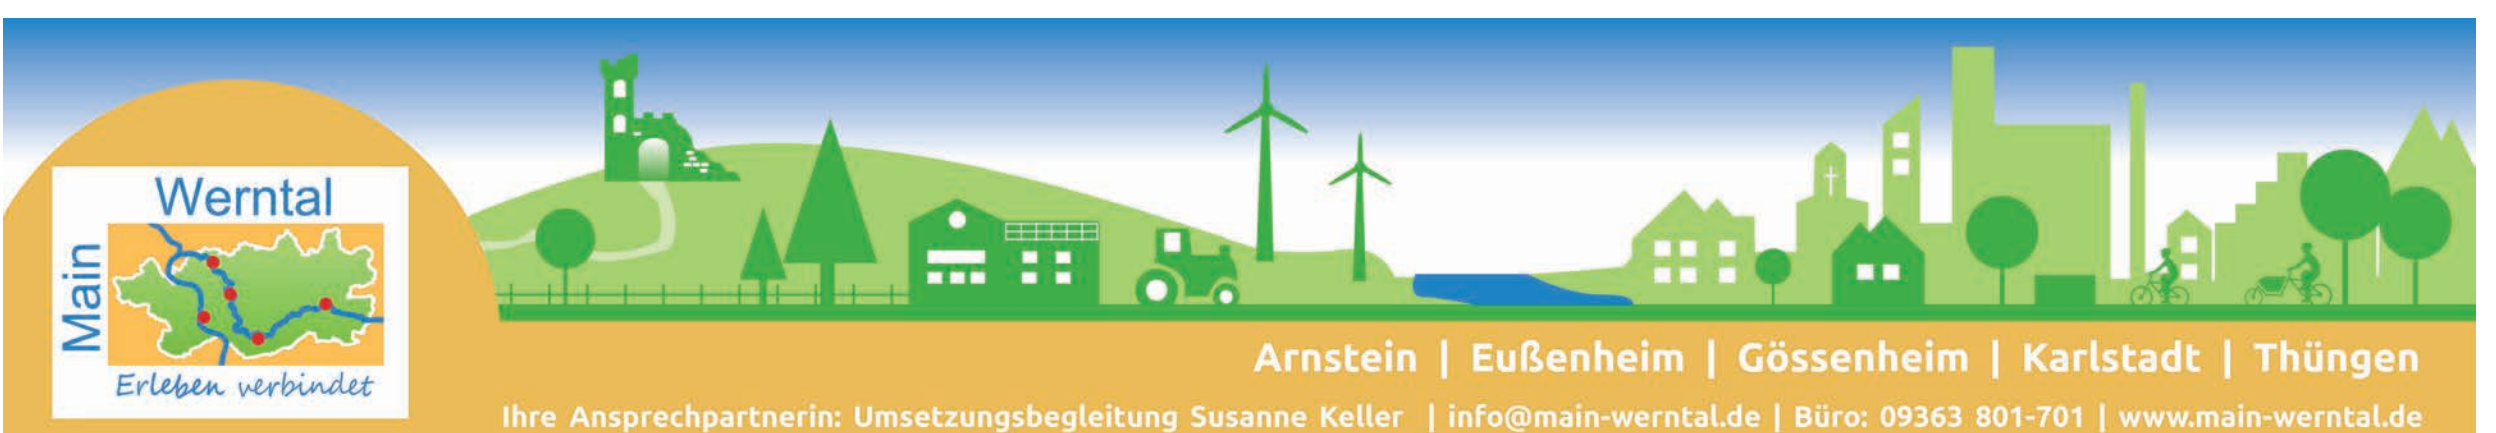 Werntal
Main
Erleben verbindet
Arnstein | Eußenheim | Gössenheim | Karlstadt | Thüngen
Ihre Ansprechpartnerin: Umsetzungsbegleitung Susanne Keller | info@main-werntal.de | Büro: 09363 801-701 | www.main-werntal.de